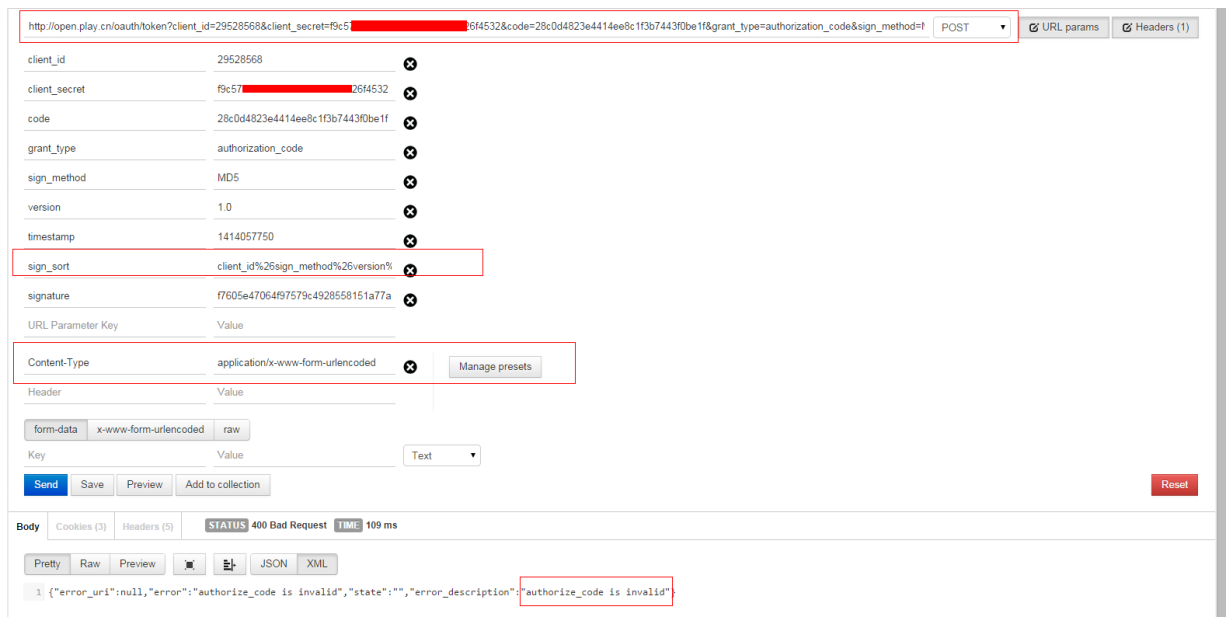 http://open.play.cn/oauth/token?client_id=29528568&client_secret=f9c57 26f4532&code=28c0d4823e4414ee8c1f3b7443f0be1f&grant_type=authorization_code&sign_method=M POST URL params Headers (1)
client_id 29528568
client_secret f9c57 26f4532
code 28c0d4823e4414ee8c1f3b7443f0be1f
grant_type authorization_code
sign_method MD5
version 1.0
timestamp 1414057750
sign_sort client_id%26sign_method%26version%
signature f7605e47064f97579c4928558151a77a
URL Parameter Key Value
Content-Type application/x-www-form-urlencoded Manage presets
Header Value
form-data x-www-form-urlencoded raw
Key Value Text
Send Save Preview Add to collection Reset
Body Cookies (3) Headers (5) STATUS 400 Bad Request TIME 109 ms
Pretty Raw Preview JSON XML
1 {"error_uri":null,"error":"authorize_code is invalid","state":"","error_description":"authorize_code is invalid"}